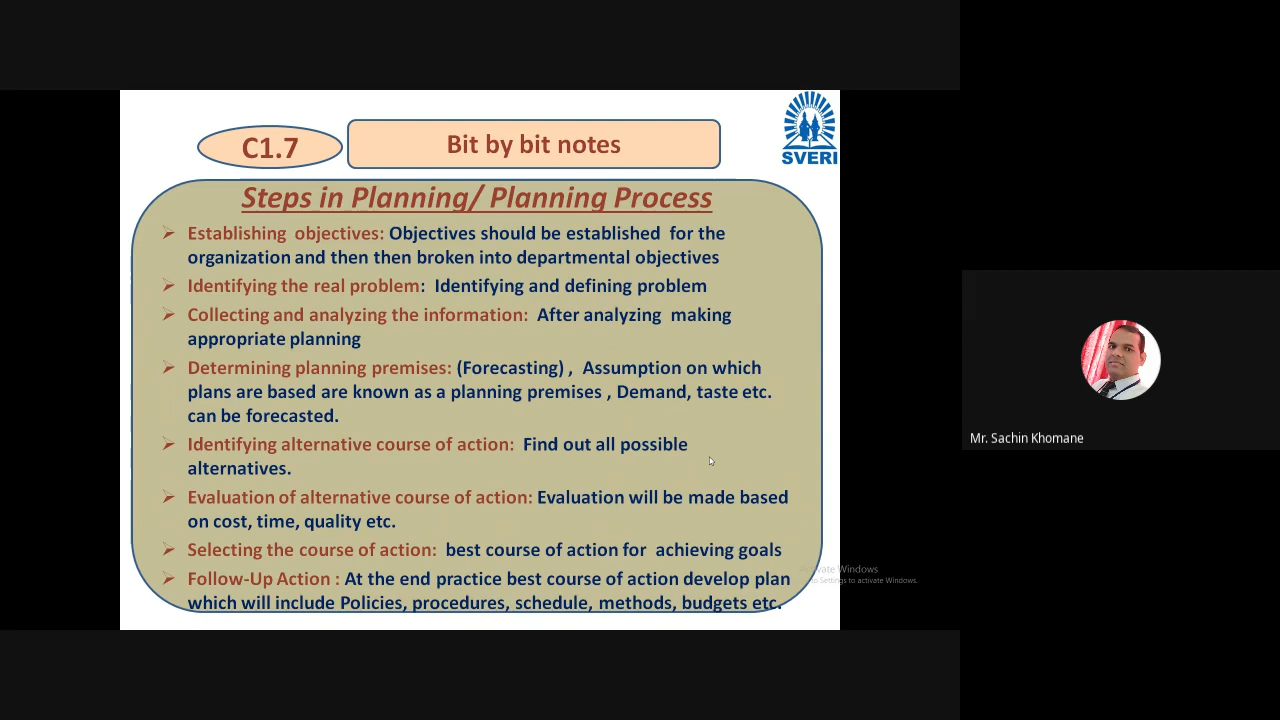 C1.7
Bit by bit notes
SVERI
Steps in Planning/ Planning Process
➢ Establishing objectives: Objectives should be established for the
organization and then then broken into departmental objectives
➢ Identifying the real problem: Identifying and defining problem
➢ Collecting and analyzing the information: After analyzing making
appropriate planning
➢ Determining planning premises: (Forecasting) , Assumption on which
plans are based are known as a planning premises , Demand, taste etc.
can be forecasted.
➢ Identifying alternative course of action: Find out all possible
alternatives.
➢ Evaluation of alternative course of action: Evaluation will be made based
on cost, time, quality etc.
➢ Selecting the course of action: best course of action for achieving goals
➢ Follow-Up Action : At the end practice best course of action develop plan
which will include Policies, procedures, schedule, methods, budgets etc.
Mr. Sachin Khomane
Activate Windows
to Settings to activate Windows.